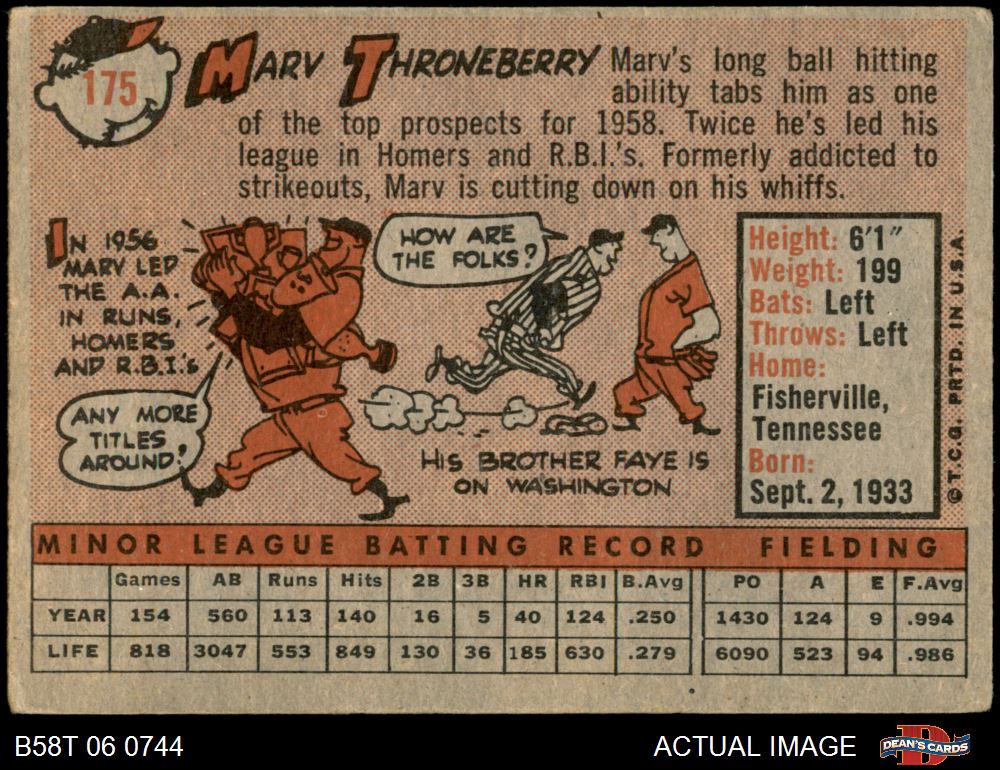 175
MARV THRONEBERRY
Marv's long ball hitting
ability tabs him as one
of the top prospects for 1958. Twice he's led his
league in Homers and R.B.I.'s. Formerly addicted to
strikeouts, Marv is cutting down on his whiffs.
IN 1956
MARV LED
THE A.A.
IN RUNS,
HOMERS
AND R.B.I.s
ANY MORE
TITLES
AROUND?
HOW ARE
THE FOLKS?
HIS BROTHER FAYE IS
ON WASHINGTON
Height: 6'1"
Weight: 199
Bats: Left
Throws: Left
Home:
Fisherville,
Tennessee
Born:
Sept. 2, 1933
© T.C.G. PRTD. IN U.S.A.
MINOR LEAGUE BATTING RECORD FIELDING
Games AB Runs Hits 2B 3B HR RBI B.Avg PO A E F.Avg
YEAR 154 560 113 140 16 5 40 124 .250 1430 124 9 .994
LIFE 818 3047 553 849 130 36 185 630 .279 6090 523 94 .986
B58T 06 0744
ACTUAL IMAGE
D
DEAN'S CARDS